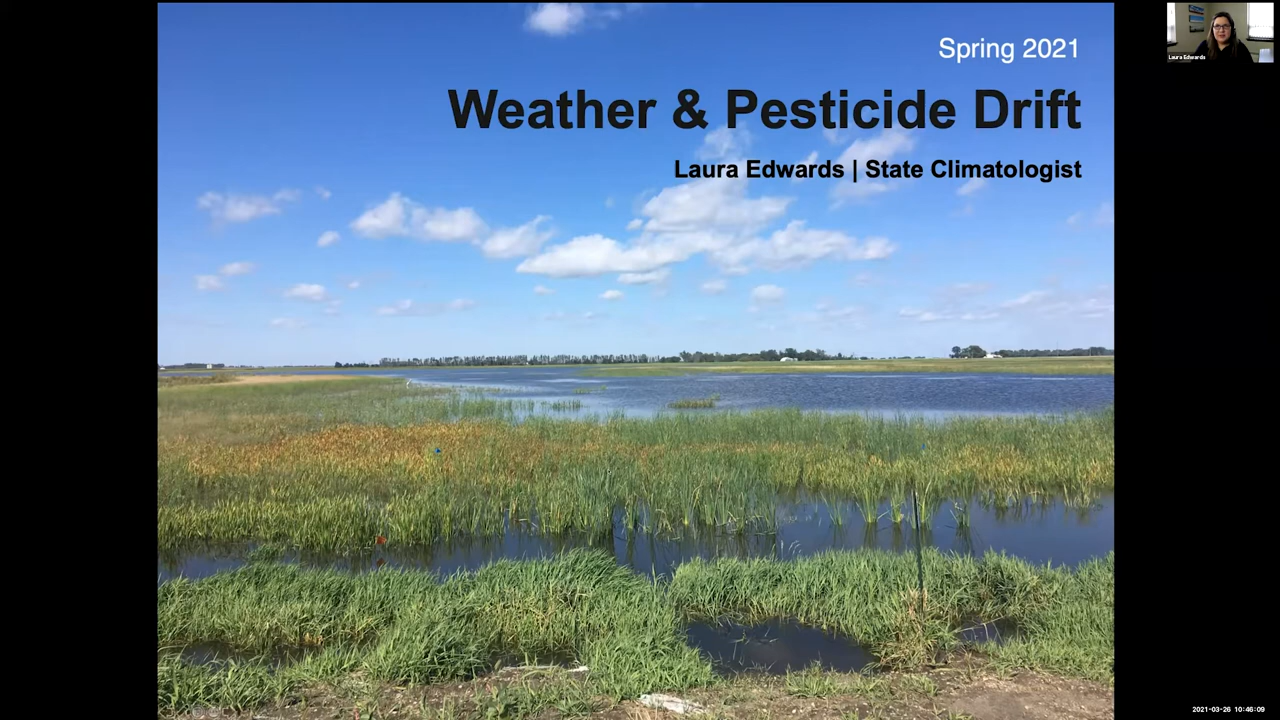 Spring 2021
Weather & Pesticide Drift
Laura Edwards | State Climatologist
Laura Edwards
2021-03-26 10:46:09